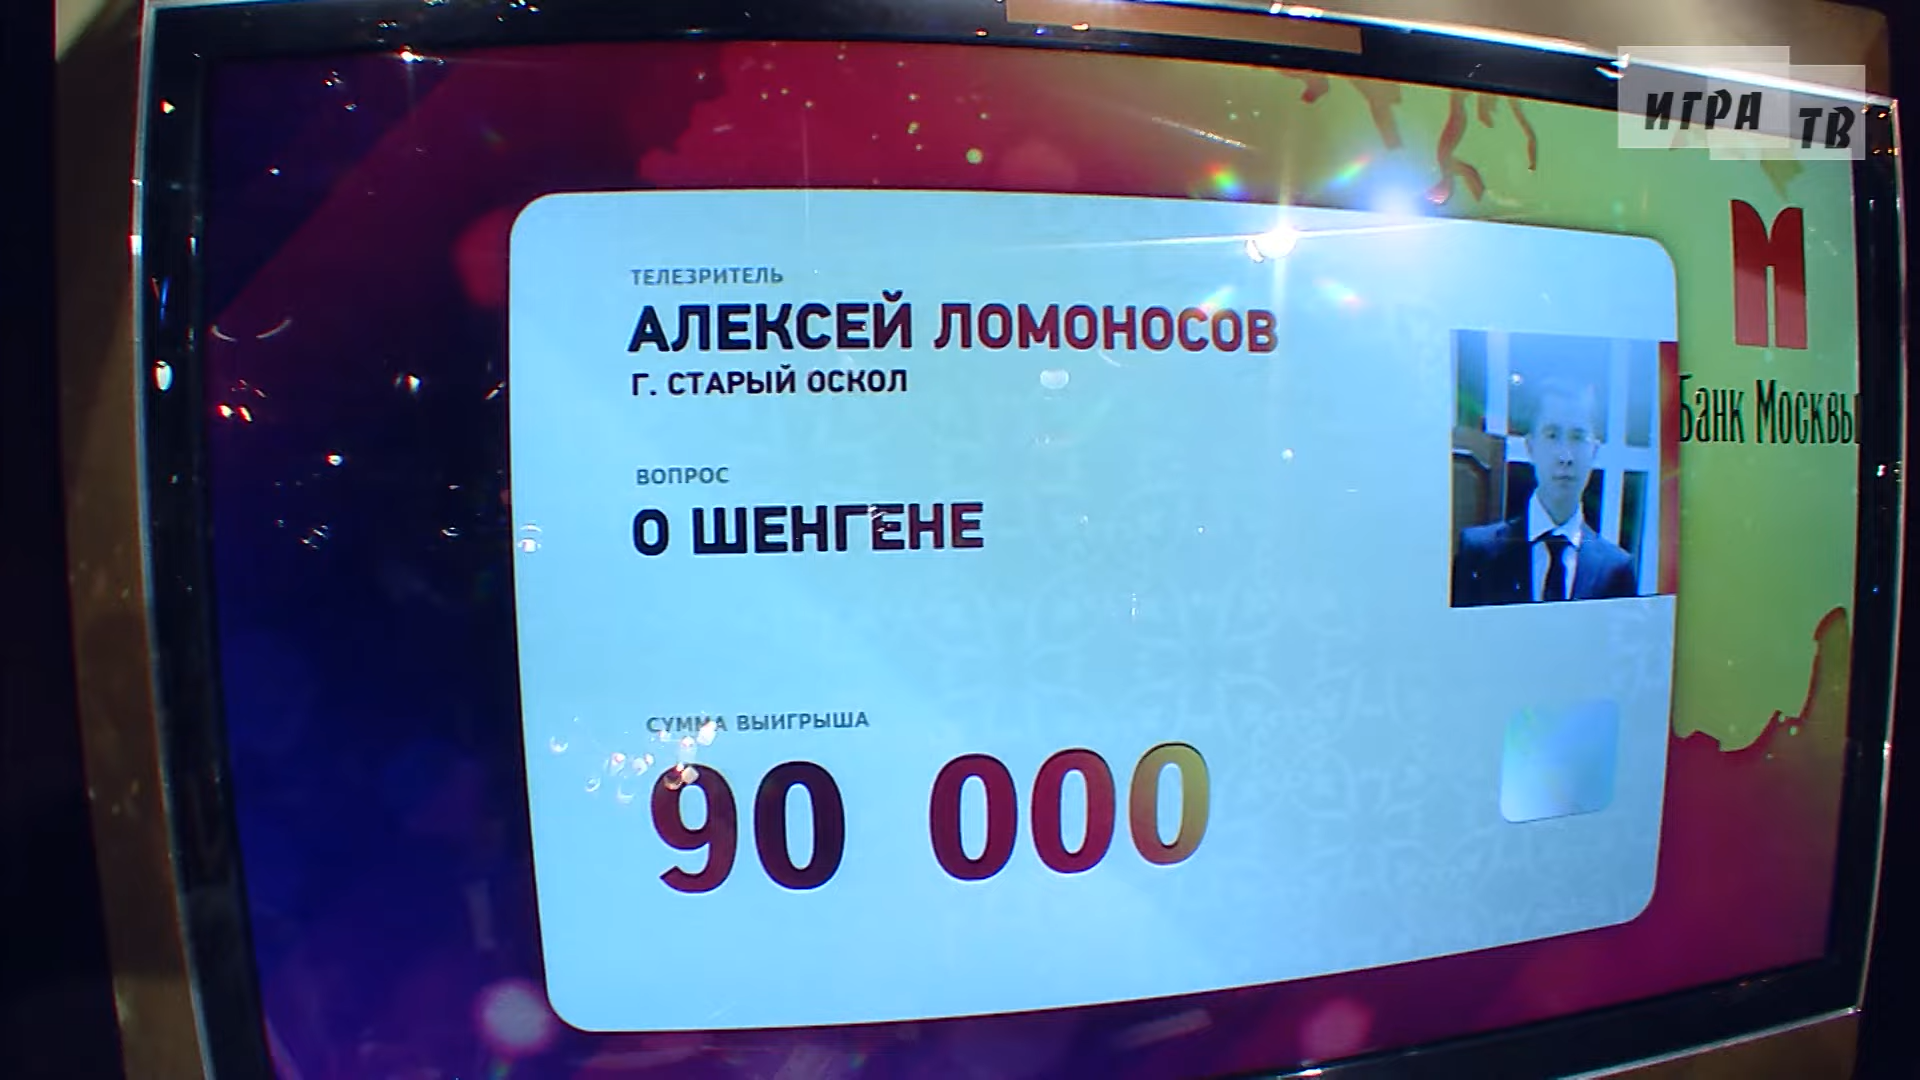 ИГРА ТВ
ТЕЛЕЗРИТЕЛЬ
АЛЕКСЕЙ ЛОМОНОСОВ
Г. СТАРЫЙ ОСКОЛ
ВОПРОС
О ШЕНГЕНЕ
СУММА ВЫИГРЫША
90 000
Банк Москвы